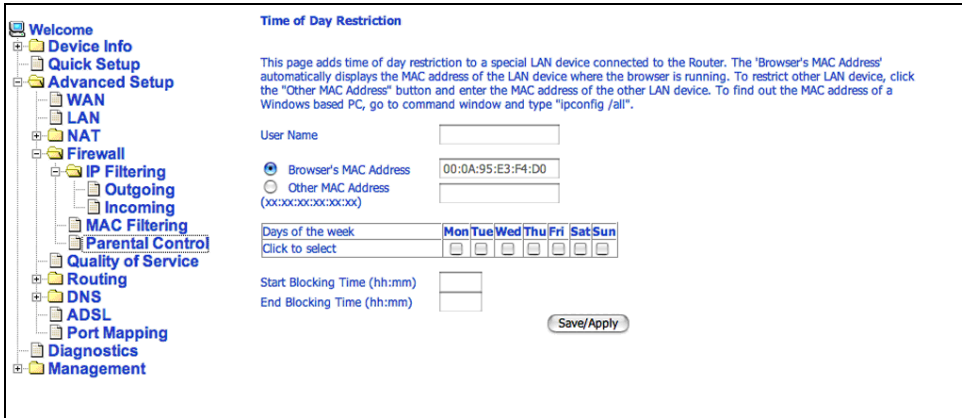 Welcome
Device Info
Quick Setup
Advanced Setup
WAN
LAN
NAT
Firewall
IP Filtering
Outgoing
Incoming
MAC Filtering
Parental Control
Quality of Service
Routing
DNS
ADSL
Port Mapping
Diagnostics
Management
Time of Day Restriction
This page adds time of day restriction to a special LAN device connected to the Router. The 'Browser's MAC Address'
automatically displays the MAC address of the LAN device where the browser is running. To restrict other LAN device, click
the "Other MAC Address" button and enter the MAC address of the other LAN device. To find out the MAC address of a
Windows based PC, go to command window and type "ipconfig /all".
User Name
Browser's MAC Address 00:0A:95:E3:F4:D0
Other MAC Address
(xx:xx:xx:xx:xx:xx)
Days of the week Mon Tue Wed Thu Fri Sat Sun
Click to select
Start Blocking Time (hh:mm)
End Blocking Time (hh:mm)
Save/Apply